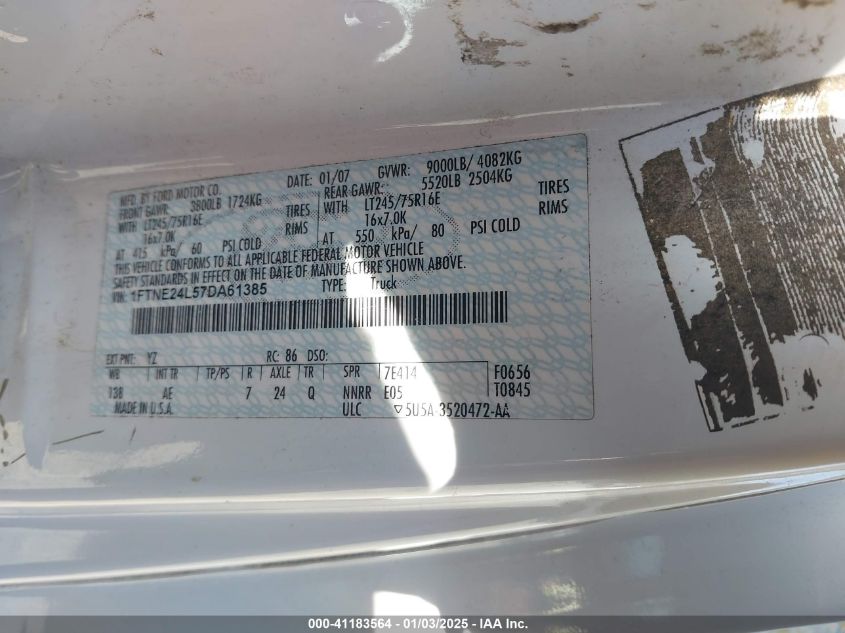 MFD. BY FORD MOTOR CO. DATE: 01/07 GVWR: 9000LB/ 4082KG
FRONT GAWR: 3800LB 1724KG REAR GAWR: 5520LB 2504KG
WITH LT245/75R16E TIRES WITH LT245/75R16E TIRES
16x7.0K RIMS 16x7.0K RIMS
AT 415 kPa/ 60 PSI COLD AT 550 kPa/ 80 PSI COLD
THIS VEHICLE CONFORMS TO ALL APPLICABLE FEDERAL MOTOR VEHICLE
SAFETY STANDARDS IN EFFECT ON THE DATE OF MANUFACTURE SHOWN ABOVE.
VIN: 1FTNE24L57DA61385 TYPE: Truck
EXT PNT: YZ RC: 86 DSO:
WB INT TR TP/PS R AXLE TR SPR 7E414 F0656
138 AE 7 24 Q NNRR E05 T0845
MADE IN U.S.A. ULC ▽5U5A-3520472-AA
000-41183564 - 01/03/2025 - IAA Inc.